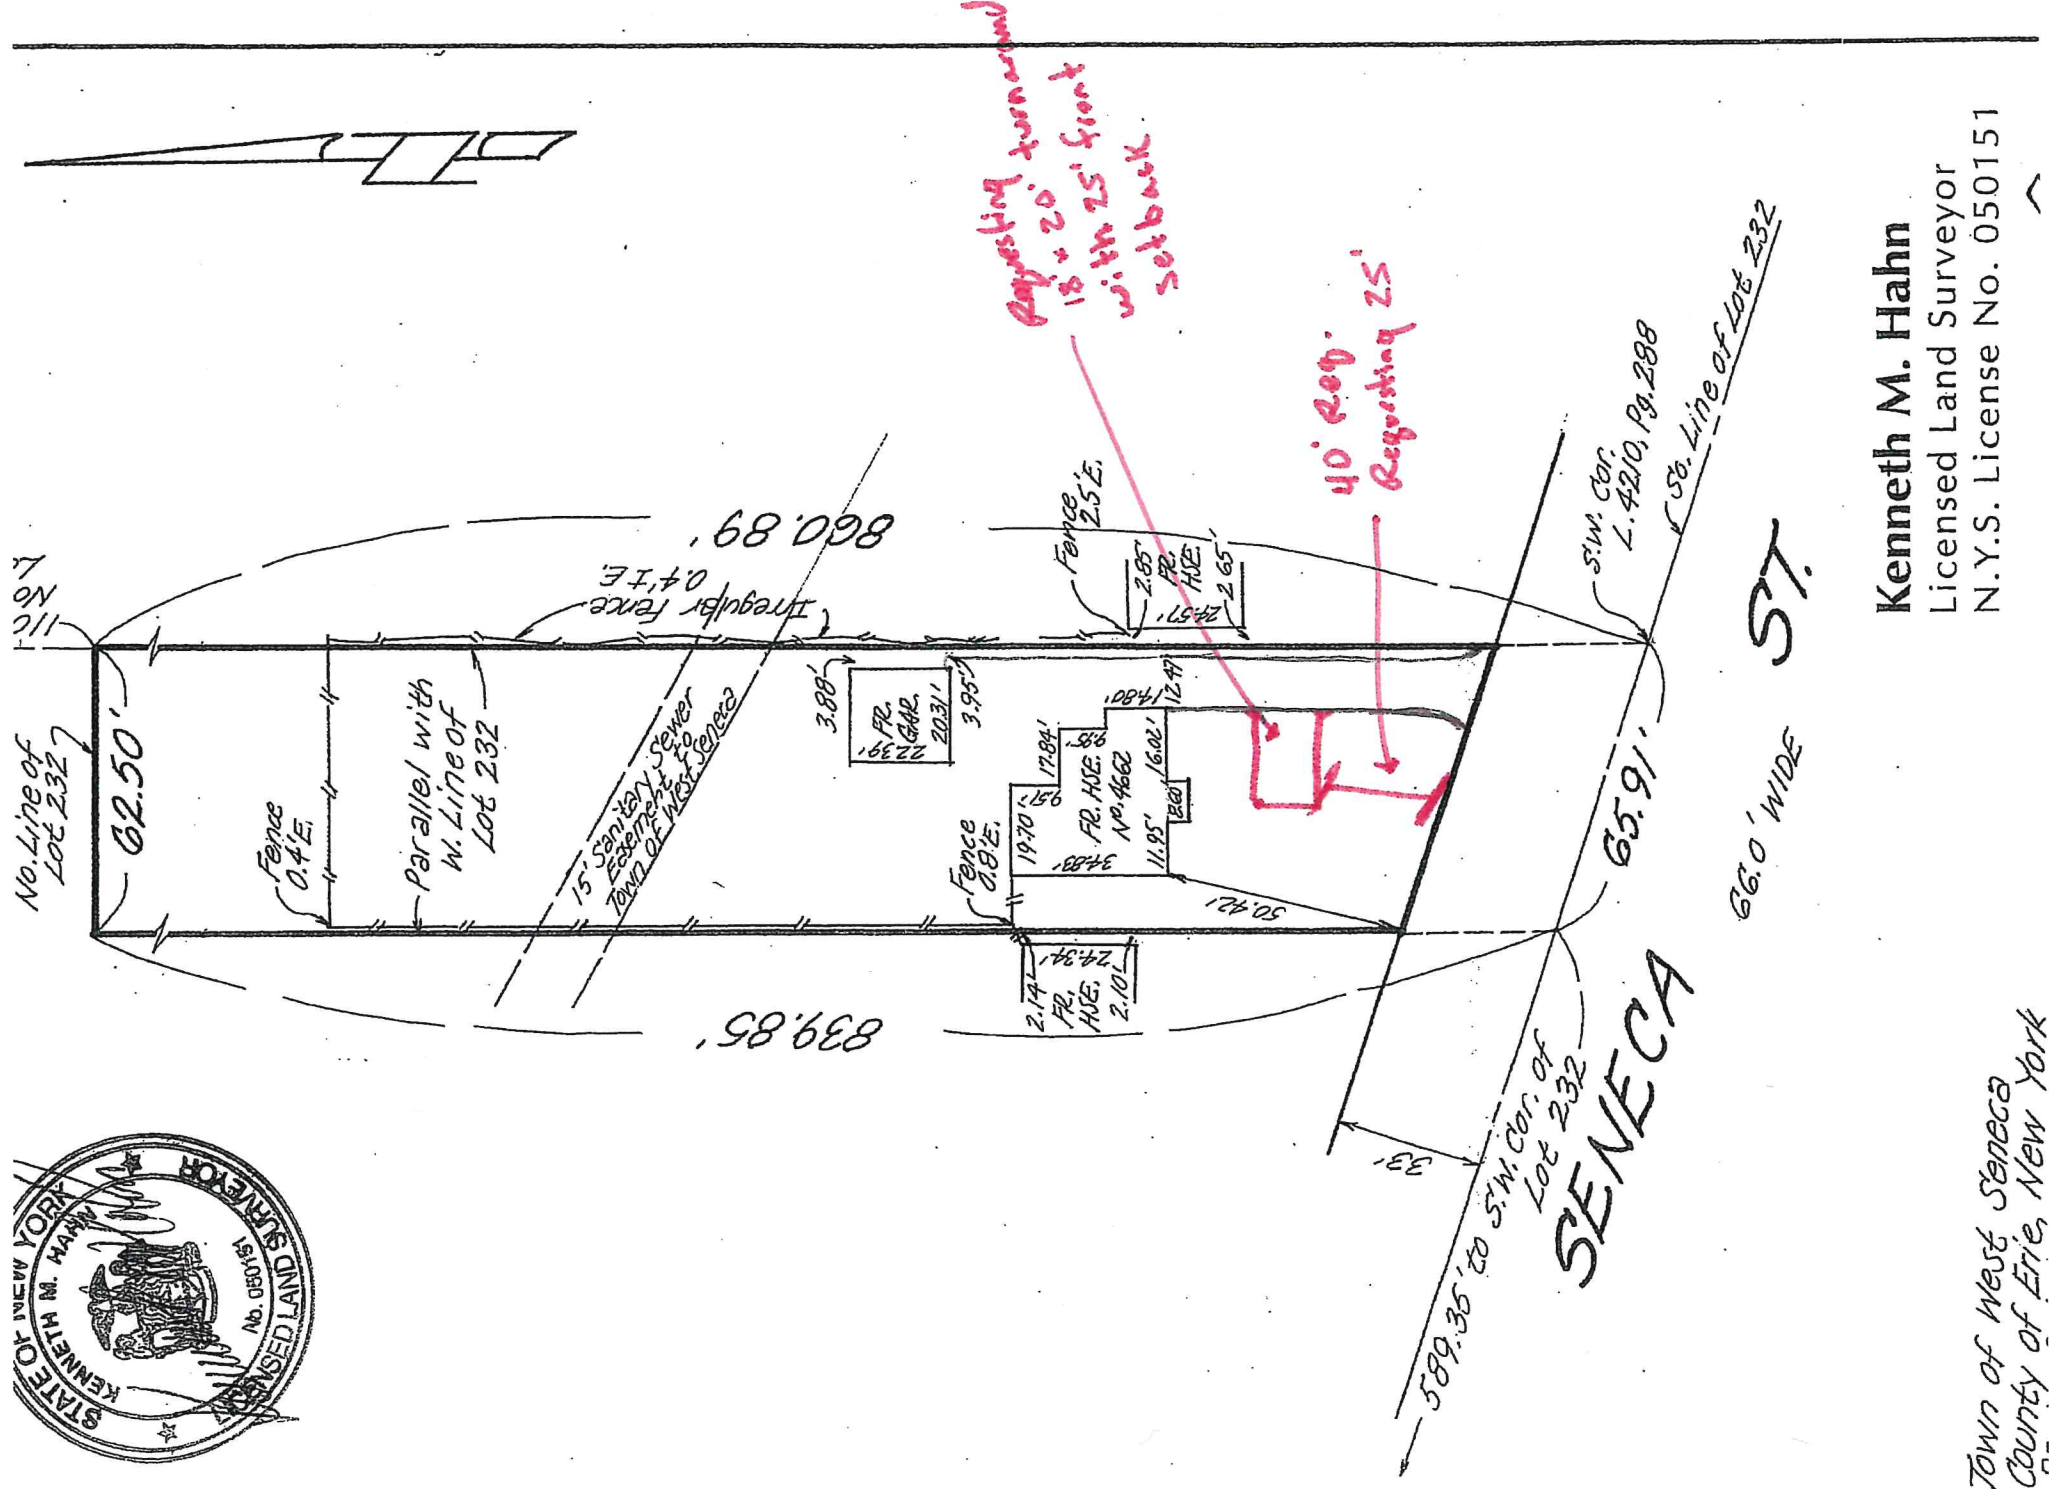 Requesting turnaround
18 x 20'
with 25' front
setback
40' Req.
Requesting 25'
No. Line of
Lot 232
62.50'
Fence
0.4'E.
Parallel with
W. Line of
Lot 232
15' Sanitary Sewer
Easement to
Town of West Seneca
Irregular Fence
0.4'± E.
860.89'
839.85'
3.88'
FR.
GAR.
22.39'
20.31'
3.95'
Fence
2.5'E.
2.85'
FR.
HSE.
24.57'
2.65'
Fence
0.8'E.
19.70'
9.51'
17.84'
9.95'
14.80'
12.47'
FR. HSE.
No. 4662
34.83'
11.95'
16.02'
50.42'
2.14'
FR.
HSE.
24.34'
2.10'
S.W. Cor.
L. 4210, Pg. 288
So. Line of Lot 232
65.91'
66.0' WIDE
SENECA ST.
33'
589.35' to S.W. Cor. of
Lot 232
STATE OF NEW YORK
KENNETH M. HAHN
No. 050151
LICENSED LAND SURVEYOR
Kenneth M. Hahn
Licensed Land Surveyor
N.Y.S. License No. 050151
Town of West Seneca
County of Erie, New York